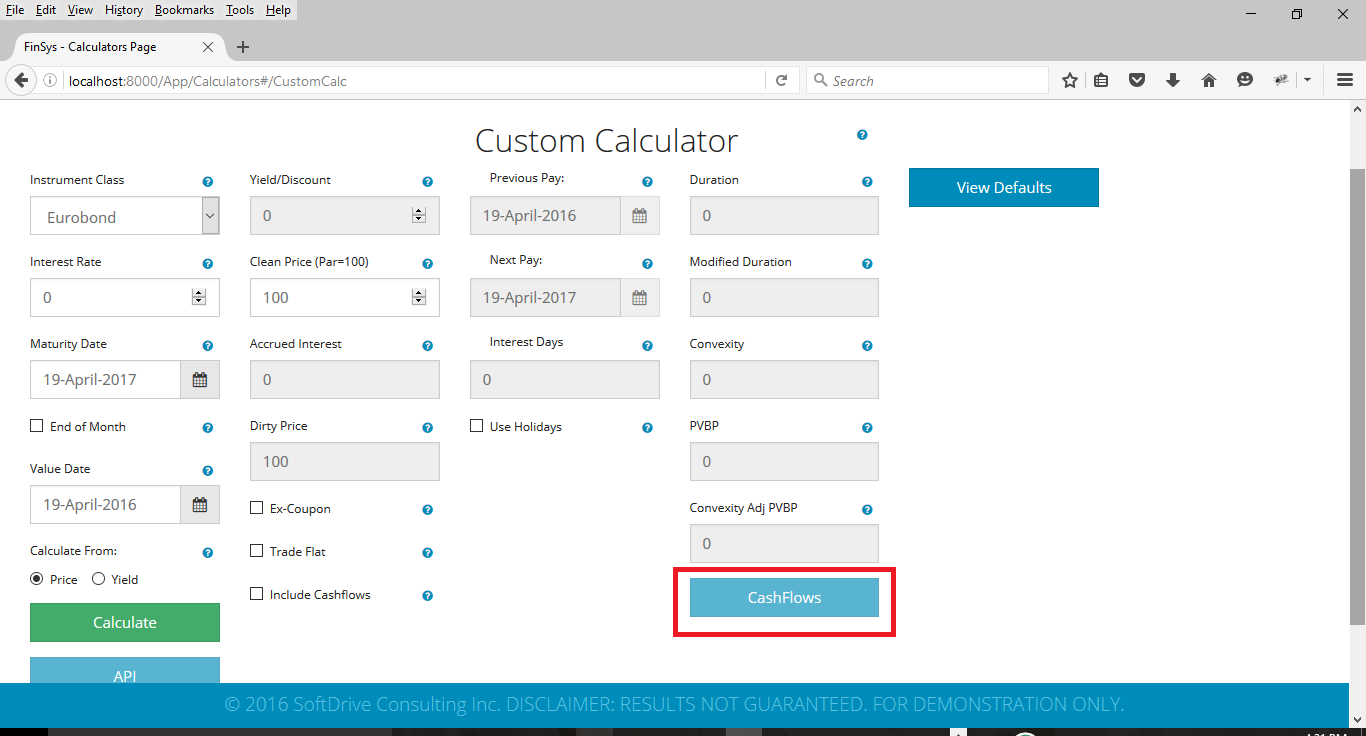 File Edit View History Bookmarks Tools Help
FinSys - Calculators Page
localhost:8000/App/Calculators#/CustomCalc
Search
Custom Calculator
Instrument Class
Eurobond
Interest Rate
0
Maturity Date
19-April-2017
End of Month
Value Date
19-April-2016
Calculate From:
Price Yield
Calculate
API
Yield/Discount
0
Clean Price (Par=100)
100
Accrued Interest
0
Dirty Price
100
Ex-Coupon
Trade Flat
Include Cashflows
Previous Pay:
19-April-2016
Next Pay:
19-April-2017
Interest Days
0
Use Holidays
Duration
0
Modified Duration
0
Convexity
0
PVBP
0
Convexity Adj PVBP
0
CashFlows
View Defaults
© 2016 SoftDrive Consulting Inc. DISCLAIMER: RESULTS NOT GUARANTEED. FOR DEMONSTRATION ONLY.